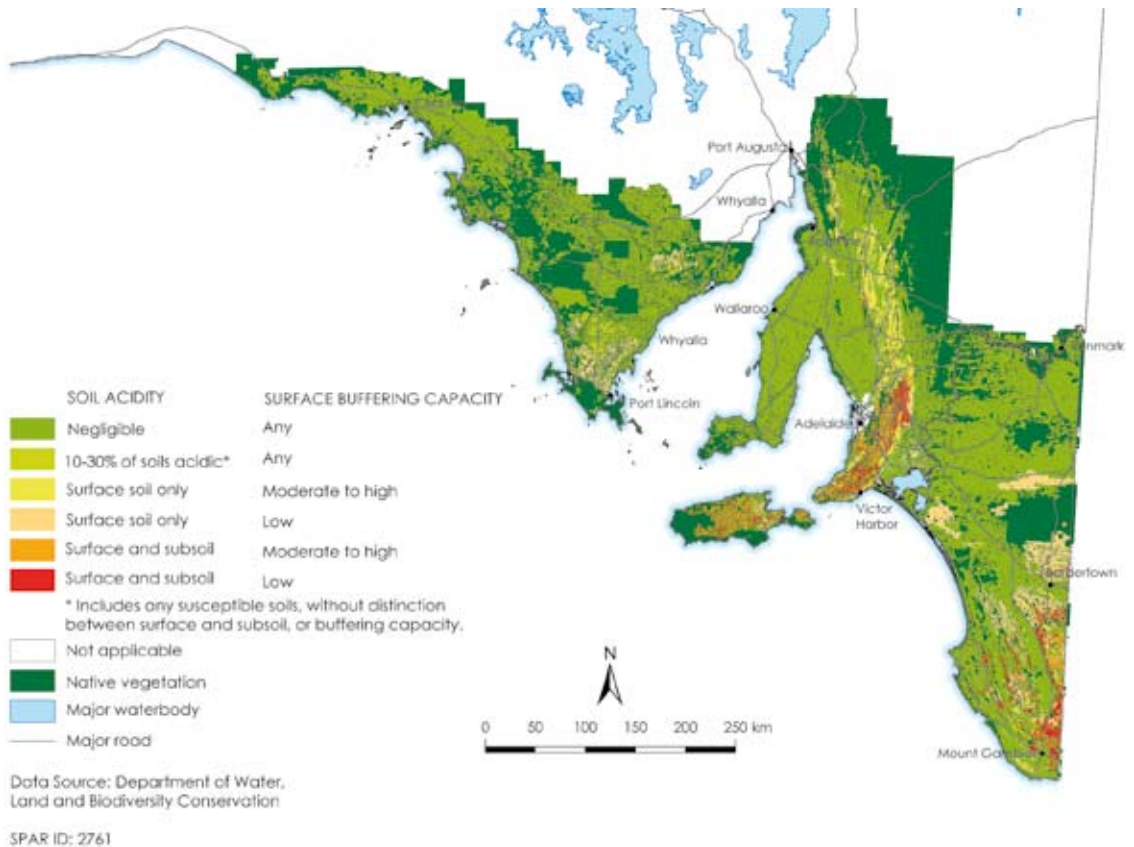 Port Augusta
Whyalla
Wallaroo
Whyalla
Port Lincoln
Adelaide
Victor
Harbor
SOIL ACIDITY SURFACE BUFFERING CAPACITY
Negligible Any
10-30% of soils acidic* Any
Surface soil only Moderate to high
Surface soil only Low
Surface and subsoil Moderate to high
Surface and subsoil Low
* Includes any susceptible soils, without distinction
between surface and subsoil, or buffering capacity.
Not applicable
Native vegetation
Major waterbody
Major road
N
0 50 100 150 200 250 km
Mount Gambier
Data Source: Department of Water,
Land and Biodiversity Conservation
SPAR ID: 2761